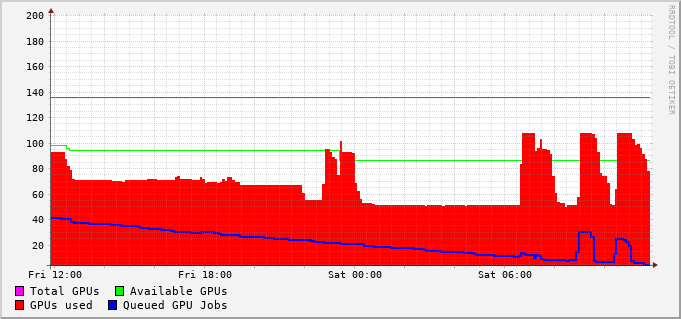 200
180
160
140
120
100
80
60
40
20
Fri 12:00 Fri 18:00 Sat 00:00 Sat 06:00
Total GPUs Available GPUs
GPUs used Queued GPU Jobs
RRDTOOL / TOBI OETIKER